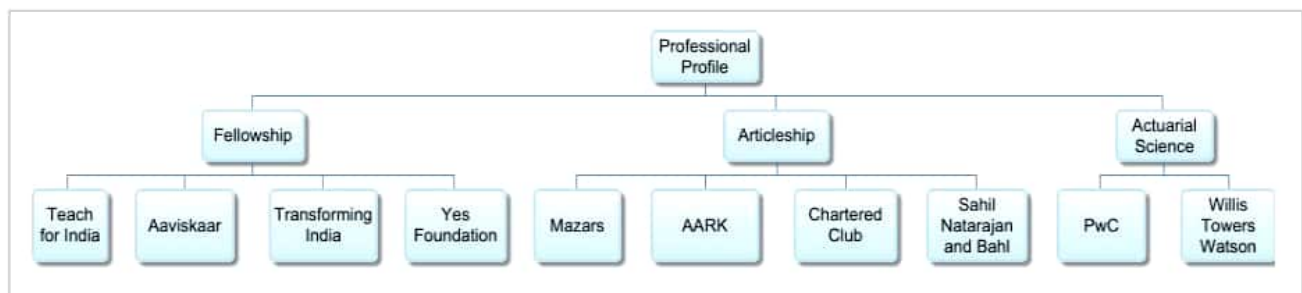 Professional
Profile
Fellowship
Articleship
Actuarial
Science
Teach
for India
Aaviskaar
Transforming
India
Yes
Foundation
Mazars
AARK
Chartered
Club
Sahil
Natarajan
and Bahl
PwC
Willis
Towers
Watson